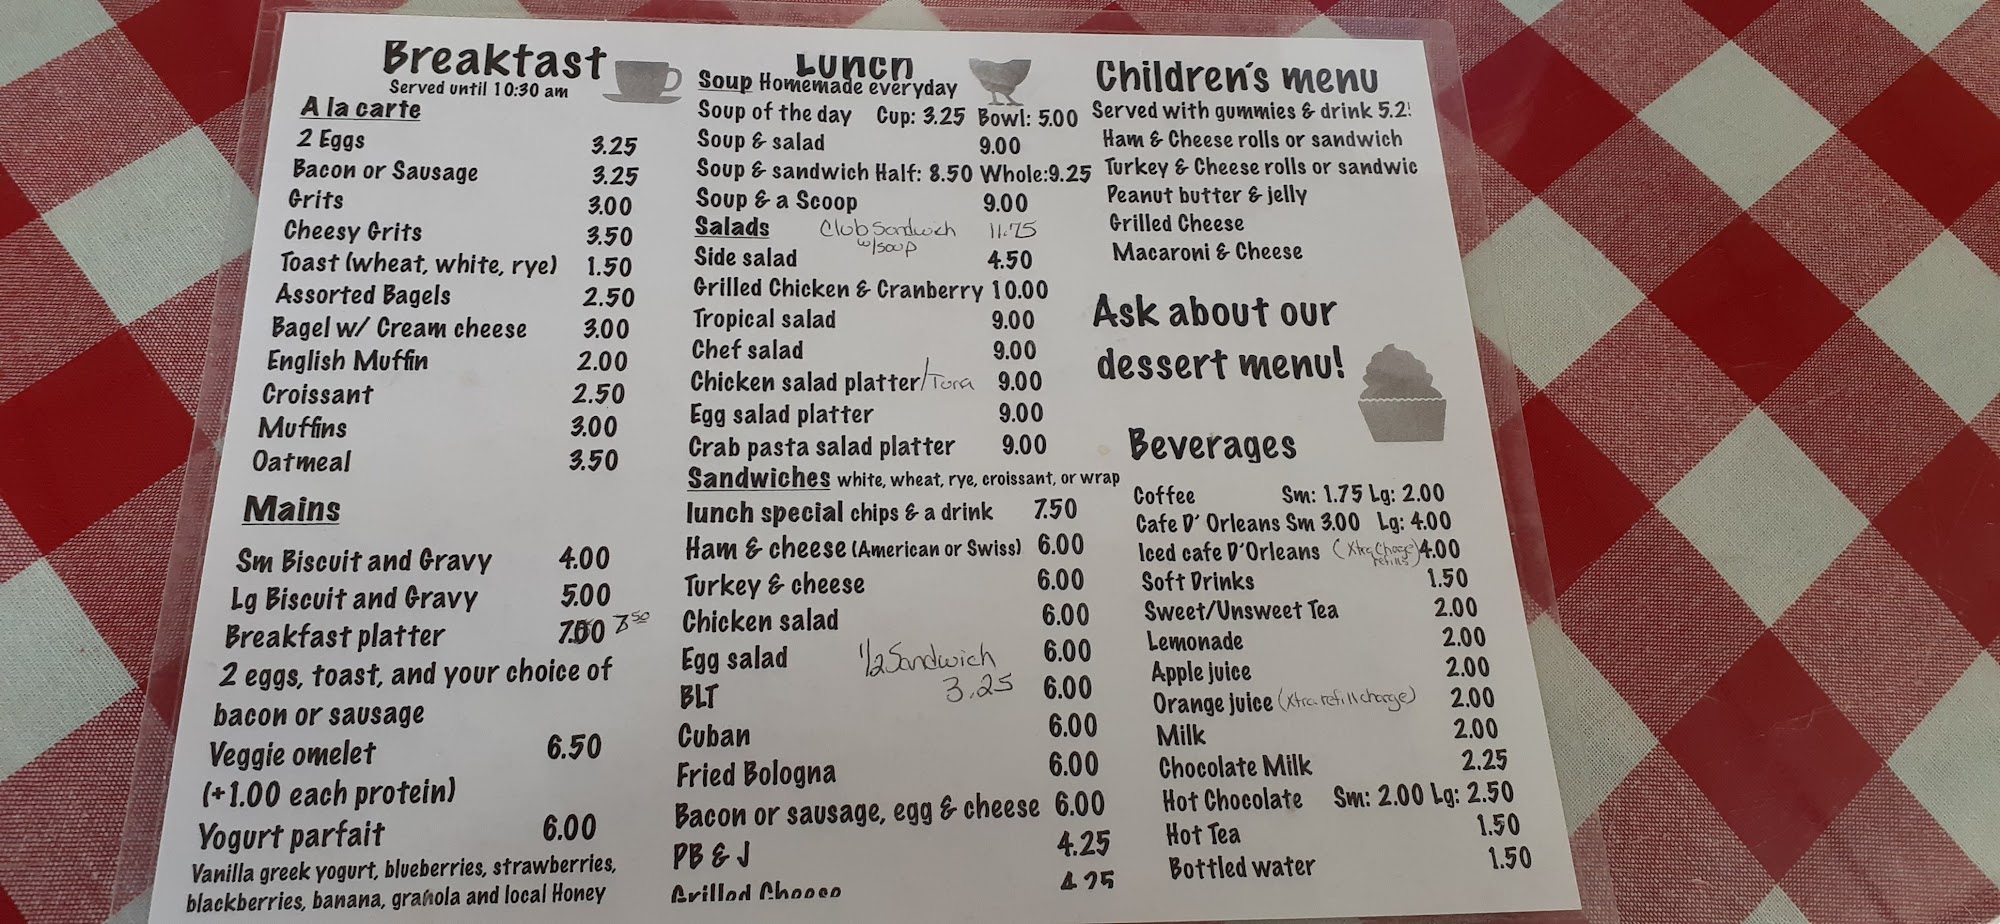 Breakfast
Served until 10:30 am
A la carte
2 Eggs 3.25
Bacon or Sausage 3.25
Grits 3.00
Cheesy Grits 3.50
Toast (wheat, white, rye) 1.50
Assorted Bagels 2.50
Bagel w/ Cream cheese 3.00
English Muffin 2.00
Croissant 2.50
Muffins 3.00
Oatmeal 3.50
Mains
Sm Biscuit and Gravy 4.00
Lg Biscuit and Gravy 5.00
Breakfast platter 7.00
2 eggs, toast, and your choice of
bacon or sausage
Veggie omelet 6.50
(+1.00 each protein)
Yogurt parfait 6.00
Vanilla greek yogurt, blueberries, strawberries,
blackberries, banana, granola and local Honey
Lunch
Soup Homemade everyday
Soup of the day Cup: 3.25 Bowl: 5.00
Soup & salad 9.00
Soup & sandwich Half: 8.50 Whole:9.25
Soup & a Scoop 9.00
Salads Club Sandwich 11.75
w/soup
Side salad 4.50
Grilled Chicken & Cranberry 10.00
Tropical salad 9.00
Chef salad 9.00
Chicken salad platter/Tuna 9.00
Egg salad platter 9.00
Crab pasta salad platter 9.00
Sandwiches white, wheat, rye, croissant, or wrap
lunch special chips & a drink 7.50
Ham & cheese (American or Swiss) 6.00
Turkey & cheese 6.00
Chicken salad 6.00
Egg salad 6.00
1/2 Sandwich
3.25
BLT 6.00
Cuban 6.00
Fried Bologna 6.00
Bacon or sausage, egg & cheese 6.00
PB & J 4.25
Grilled Cheese 4.25
Children's menu
Served with gummies & drink 5.2
Ham & Cheese rolls or sandwich
Turkey & Cheese rolls or sandwic
Peanut butter & jelly
Grilled Cheese
Macaroni & Cheese
Ask about our
dessert menu!
Beverages
Coffee Sm: 1.75 Lg: 2.00
Cafe D' Orleans Sm 3.00 Lg: 4.00
Iced cafe D'Orleans (Xtra Charge refills) 4.00
Soft Drinks 1.50
Sweet/Unsweet Tea 2.00
Lemonade 2.00
Apple juice 2.00
Orange juice (Xtra refill charge) 2.00
Milk 2.00
Chocolate Milk 2.25
Hot Chocolate Sm: 2.00 Lg: 2.50
Hot Tea 1.50
Bottled water 1.50